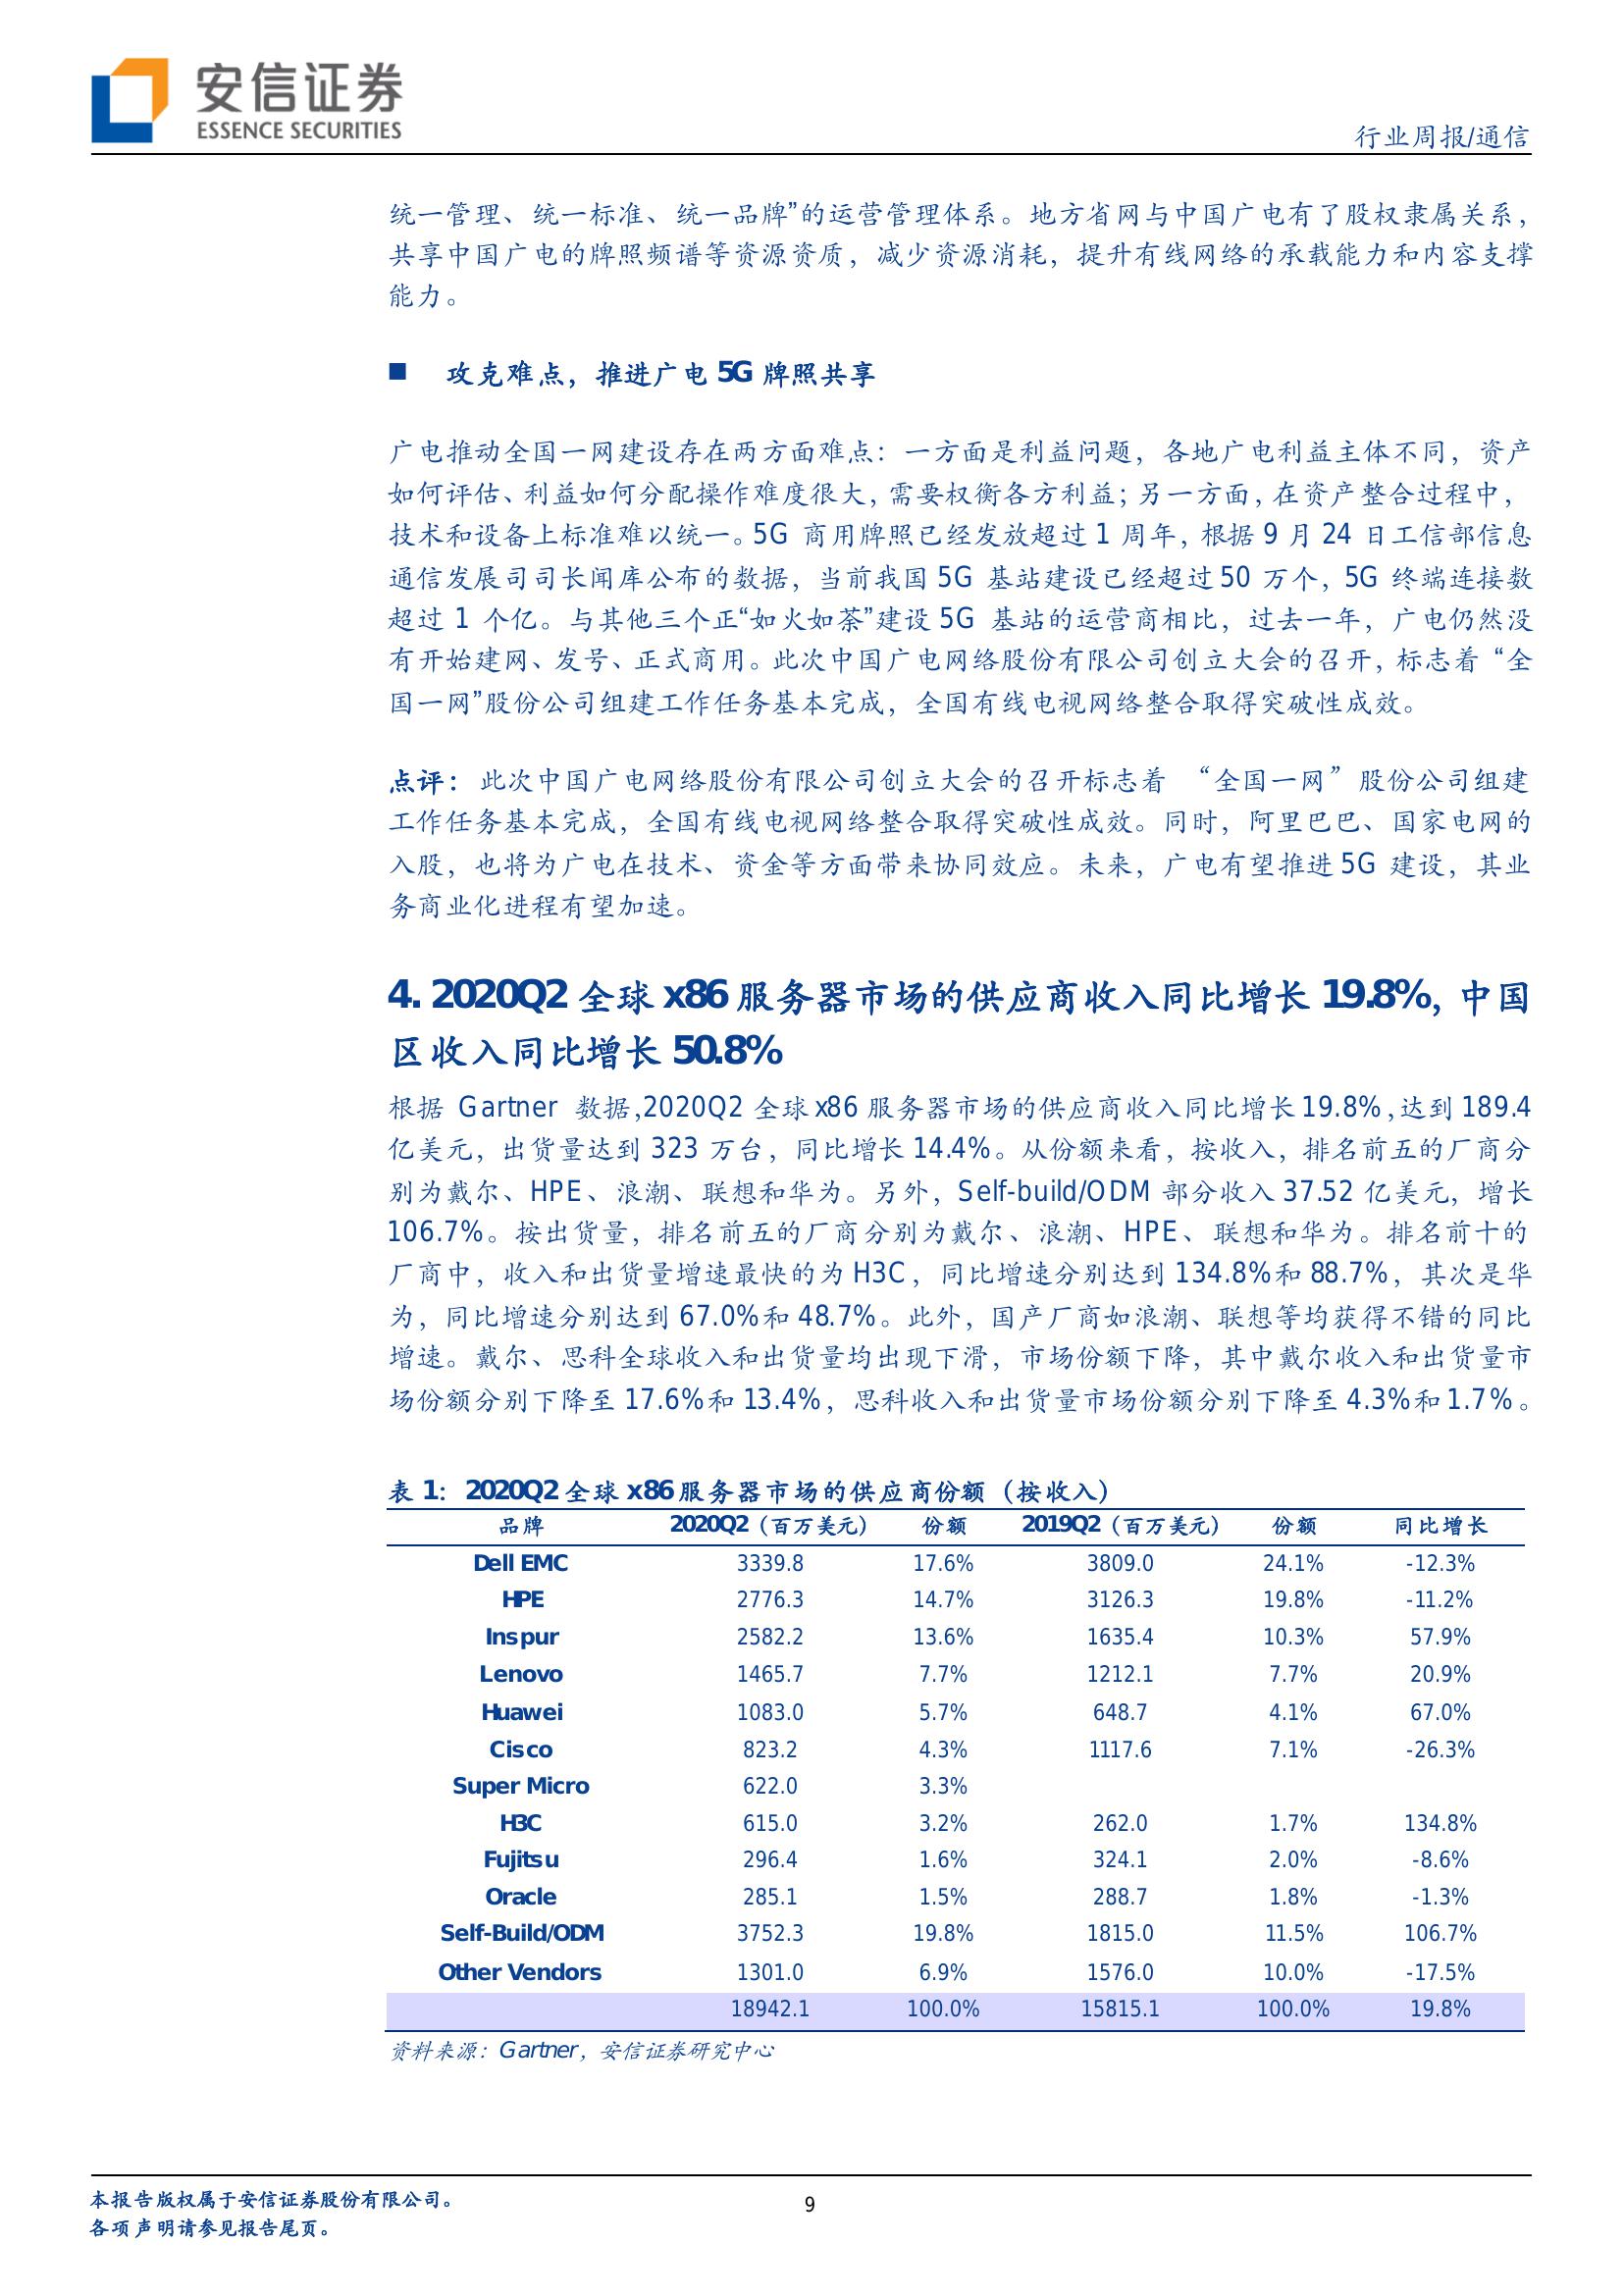 安信证券
ESSENCE SECURITIES
行业周报/通信
统一管理、统一标准、统一品牌”的运营管理体系。地方省网与中国广电有了股权隶属关系，
共享中国广电的牌照频谱等资源资质，减少资源消耗，提升有线网络的承载能力和内容支撑
能力。
■ 攻克难点，推进广电 5G 牌照共享
广电推动全国一网建设存在两方面难点：一方面是利益问题，各地广电利益主体不同，资产
如何评估、利益如何分配操作难度很大，需要权衡各方利益；另一方面，在资产整合过程中，
技术和设备上标准难以统一。5G 商用牌照已经发放超过 1 周年，根据 9 月 24 日工信部信息
通信发展司司长闻库公布的数据，当前我国 5G 基站建设已经超过 50 万个，5G 终端连接数
超过 1 个亿。与其他三个正“如火如荼”建设 5G 基站的运营商相比，过去一年，广电仍然没
有开始建网、发号、正式商用。此次中国广电网络股份有限公司创立大会的召开，标志着 “全
国一网”股份公司组建工作任务基本完成，全国有线电视网络整合取得突破性成效。
点评： 此次中国广电网络股份有限公司创立大会的召开标志着 “全国一网” 股份公司组建
工作任务基本完成，全国有线电视网络整合取得突破性成效。同时，阿里巴巴、国家电网的
入股，也将为广电在技术、资金等方面带来协同效应。未来，广电有望推进 5G 建设，其业
务商业化进程有望加速。
4. 2020Q2 全球 x86 服务器市场的供应商收入同比增长 19.8%，中国
区收入同比增长 50.8%
根据 Gartner 数据,2020Q2 全球 x86 服务器市场的供应商收入同比增长 19.8%,达到 189.4
亿美元，出货量达到 323 万台，同比增长 14.4%。从份额来看，按收入，排名前五的厂商分
别为戴尔、HPE、浪潮、联想和华为。另外，Self-build/ODM 部分收入 37.52 亿美元，增长
106.7%。按出货量，排名前五的厂商分别为戴尔、浪潮、HPE、联想和华为。排名前十的
厂商中，收入和出货量增速最快的为 H3C，同比增速分别达到 134.8%和 88.7%，其次是华
为，同比增速分别达到 67.0%和 48.7%。此外，国产厂商如浪潮、联想等均获得不错的同比
增速。戴尔、思科全球收入和出货量均出现下滑，市场份额下降，其中戴尔收入和出货量市
场份额分别下降至 17.6%和 13.4%，思科收入和出货量市场份额分别下降至 4.3%和 1.7%。
表 1：2020Q2 全球 x86 服务器市场的供应商份额（按收入）
品牌 2020Q2（百万美元） 份额 2019Q2（百万美元） 份额 同比增长
Dell EMC 3339.8 17.6% 3809.0 24.1% -12.3%
HPE 2776.3 14.7% 3126.3 19.8% -11.2%
Inspur 2582.2 13.6% 1635.4 10.3% 57.9%
Lenovo 1465.7 7.7% 1212.1 7.7% 20.9%
Huawei 1083.0 5.7% 648.7 4.1% 67.0%
Cisco 823.2 4.3% 1117.6 7.1% -26.3%
Super Micro 622.0 3.3%
H3C 615.0 3.2% 262.0 1.7% 134.8%
Fujitsu 296.4 1.6% 324.1 2.0% -8.6%
Oracle 285.1 1.5% 288.7 1.8% -1.3%
Self-Build/ODM 3752.3 19.8% 1815.0 11.5% 106.7%
Other Vendors 1301.0 6.9% 1576.0 10.0% -17.5%
18942.1 100.0% 15815.1 100.0% 19.8%
资料来源：Gartner，安信证券研究中心
本报告版权属于安信证券股份有限公司。
各项声明请参见报告尾页。
9